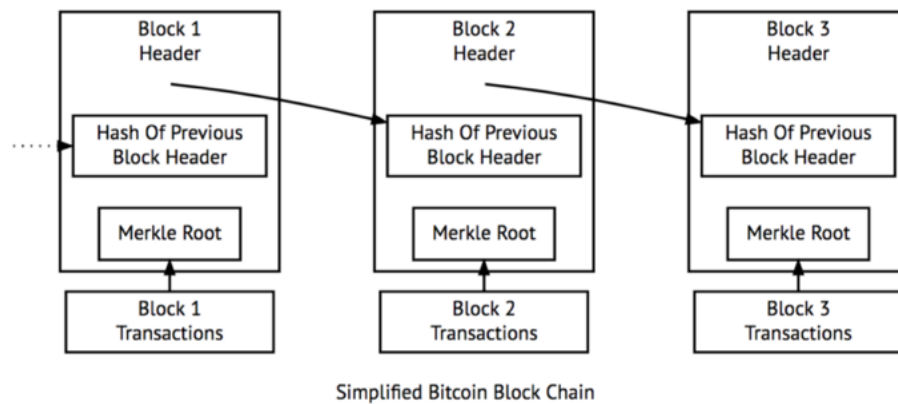 Block 1
Header
Hash Of Previous
Block Header
Merkle Root
Block 1
Transactions
Block 2
Header
Hash Of Previous
Block Header
Merkle Root
Block 2
Transactions
Block 3
Header
Hash Of Previous
Block Header
Merkle Root
Block 3
Transactions
Simplified Bitcoin Block Chain